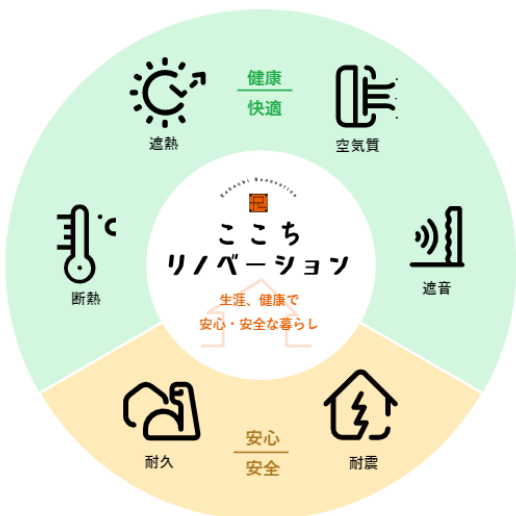 健康
快適
遮熱
空気質
Kokochi Renovation
ここち
リノベーション
生涯、健康で
安心・安全な暮らし
断熱
遮音
耐久
安心
安全
耐震